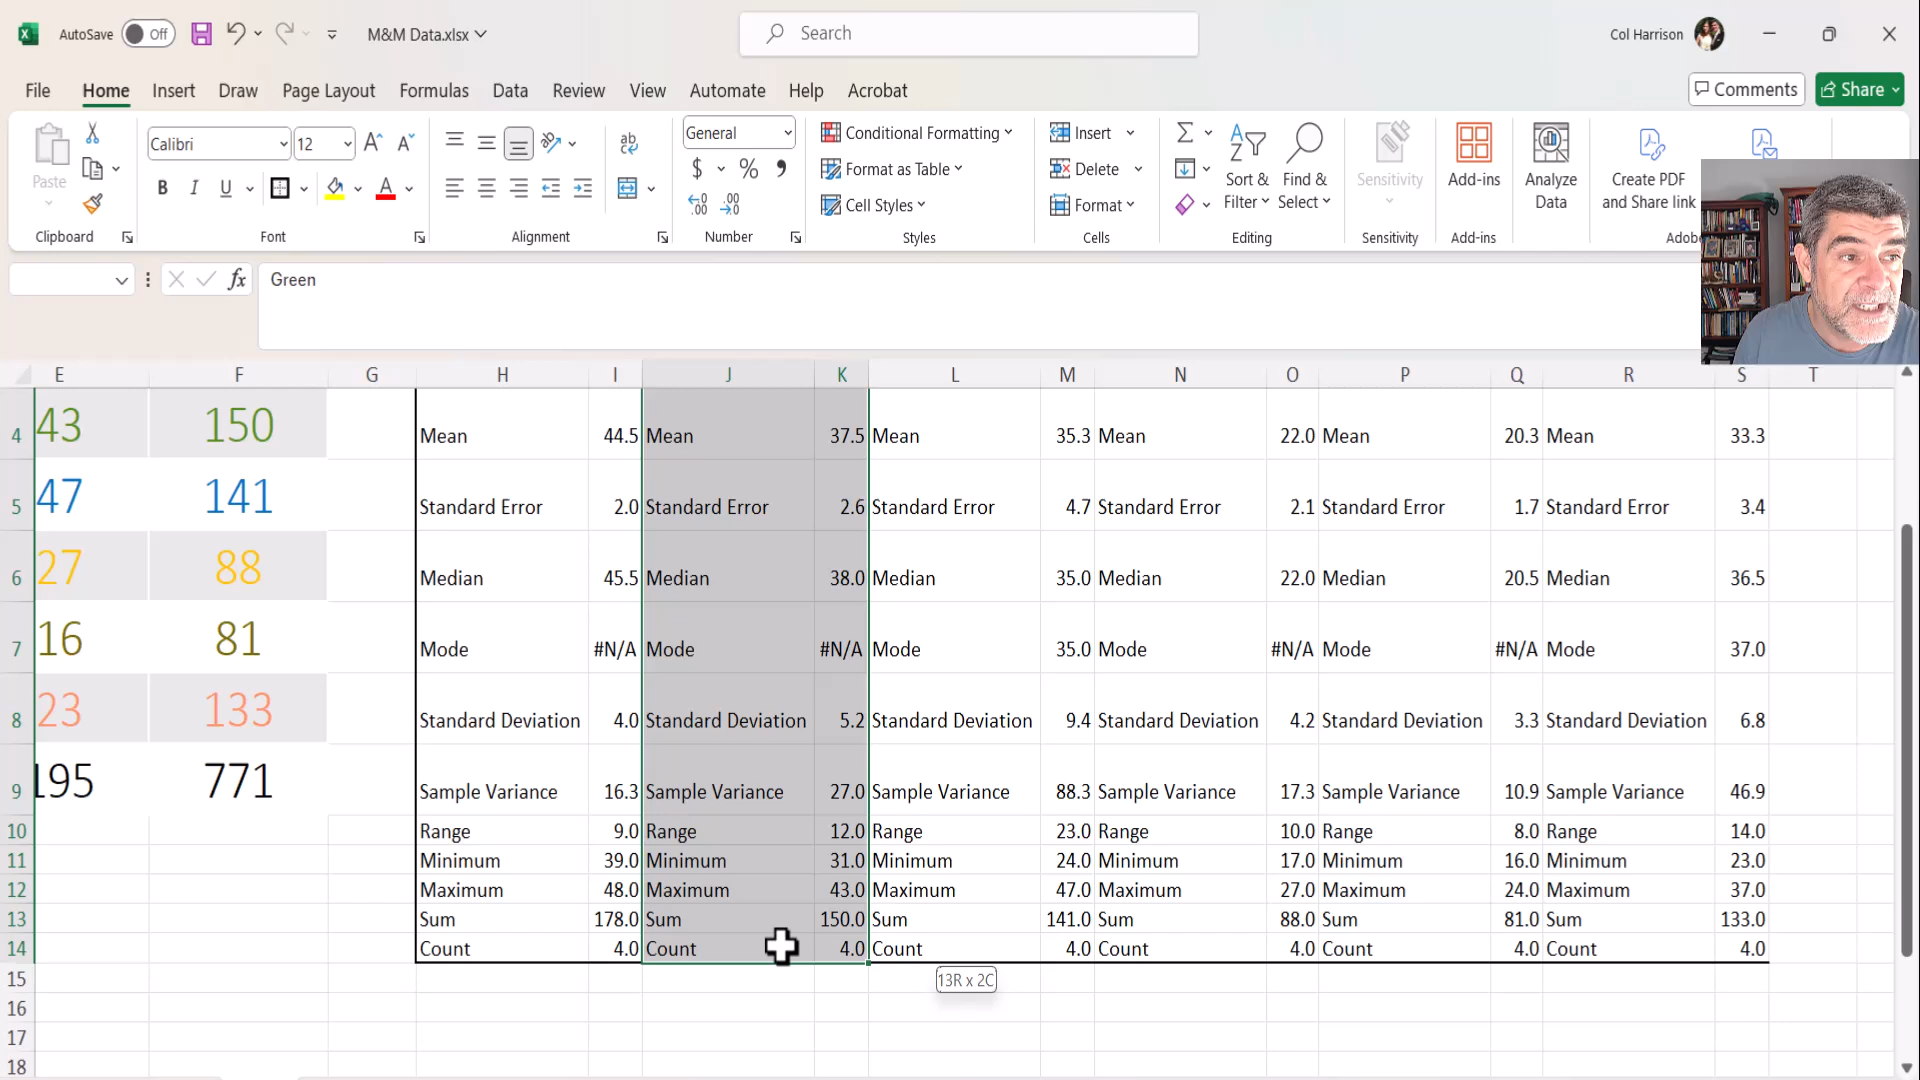 AutoSave Off M&M Data.xlsx Search Col Harrison
File Home Insert Draw Page Layout Formulas Data Review View Automate Help Acrobat Comments Share
Calibri 12 General Conditional Formatting Insert
$ % Format as Table Delete
Paste B I U A Cell Styles Format Sort & Filter Find & Select Sensitivity Add-ins Analyze Data Create PDF and Share link
Clipboard Font Alignment Number Styles Cells Editing Sensitivity Add-ins
fx Green
E F G H I J K L M N O P Q R S T
4 43 150 Mean 44.5 Mean 37.5 Mean 35.3 Mean 22.0 Mean 20.3 Mean 33.3
5 47 141 Standard Error 2.0 Standard Error 2.6 Standard Error 4.7 Standard Error 2.1 Standard Error 1.7 Standard Error 3.4
6 27 88 Median 45.5 Median 38.0 Median 35.0 Median 22.0 Median 20.5 Median 36.5
7 16 81 Mode #N/A Mode #N/A Mode 35.0 Mode #N/A Mode #N/A Mode 37.0
8 23 133 Standard Deviation 4.0 Standard Deviation 5.2 Standard Deviation 9.4 Standard Deviation 4.2 Standard Deviation 3.3 Standard Deviation 6.8
9 195 771 Sample Variance 16.3 Sample Variance 27.0 Sample Variance 88.3 Sample Variance 17.3 Sample Variance 10.9 Sample Variance 46.9
10 Range 9.0 Range 12.0 Range 23.0 Range 10.0 Range 8.0 Range 14.0
11 Minimum 39.0 Minimum 31.0 Minimum 24.0 Minimum 17.0 Minimum 16.0 Minimum 23.0
12 Maximum 48.0 Maximum 43.0 Maximum 47.0 Maximum 27.0 Maximum 24.0 Maximum 37.0
13 Sum 178.0 Sum 150.0 Sum 141.0 Sum 88.0 Sum 81.0 Sum 133.0
14 Count 4.0 Count 4.0 Count 4.0 Count 4.0 Count 4.0 Count 4.0
15 13R x 2C
16
17
18